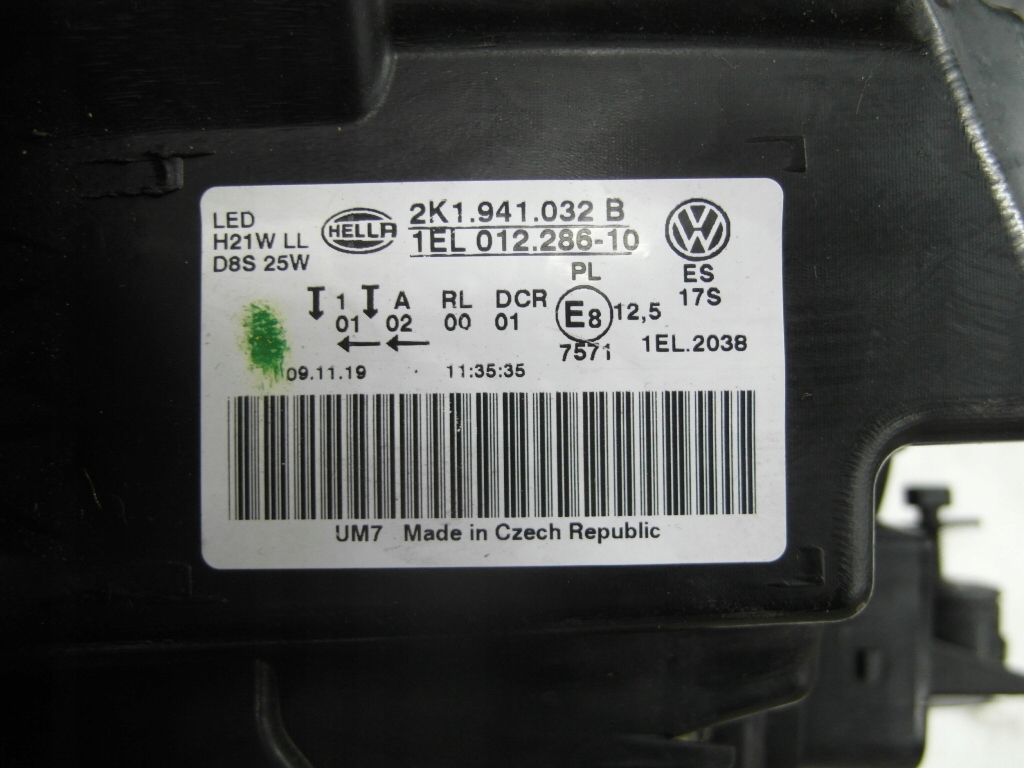 LED
H21W LL
D8S 25W
HELLA
2K1.941.032 B
1EL 012.286-10
VW
PL
ES
17S
1 A RL DCR
01 02 00 01
E8 12,5
7571 1EL.2038
09.11.19 11:35:35
UM7 Made in Czech Republic